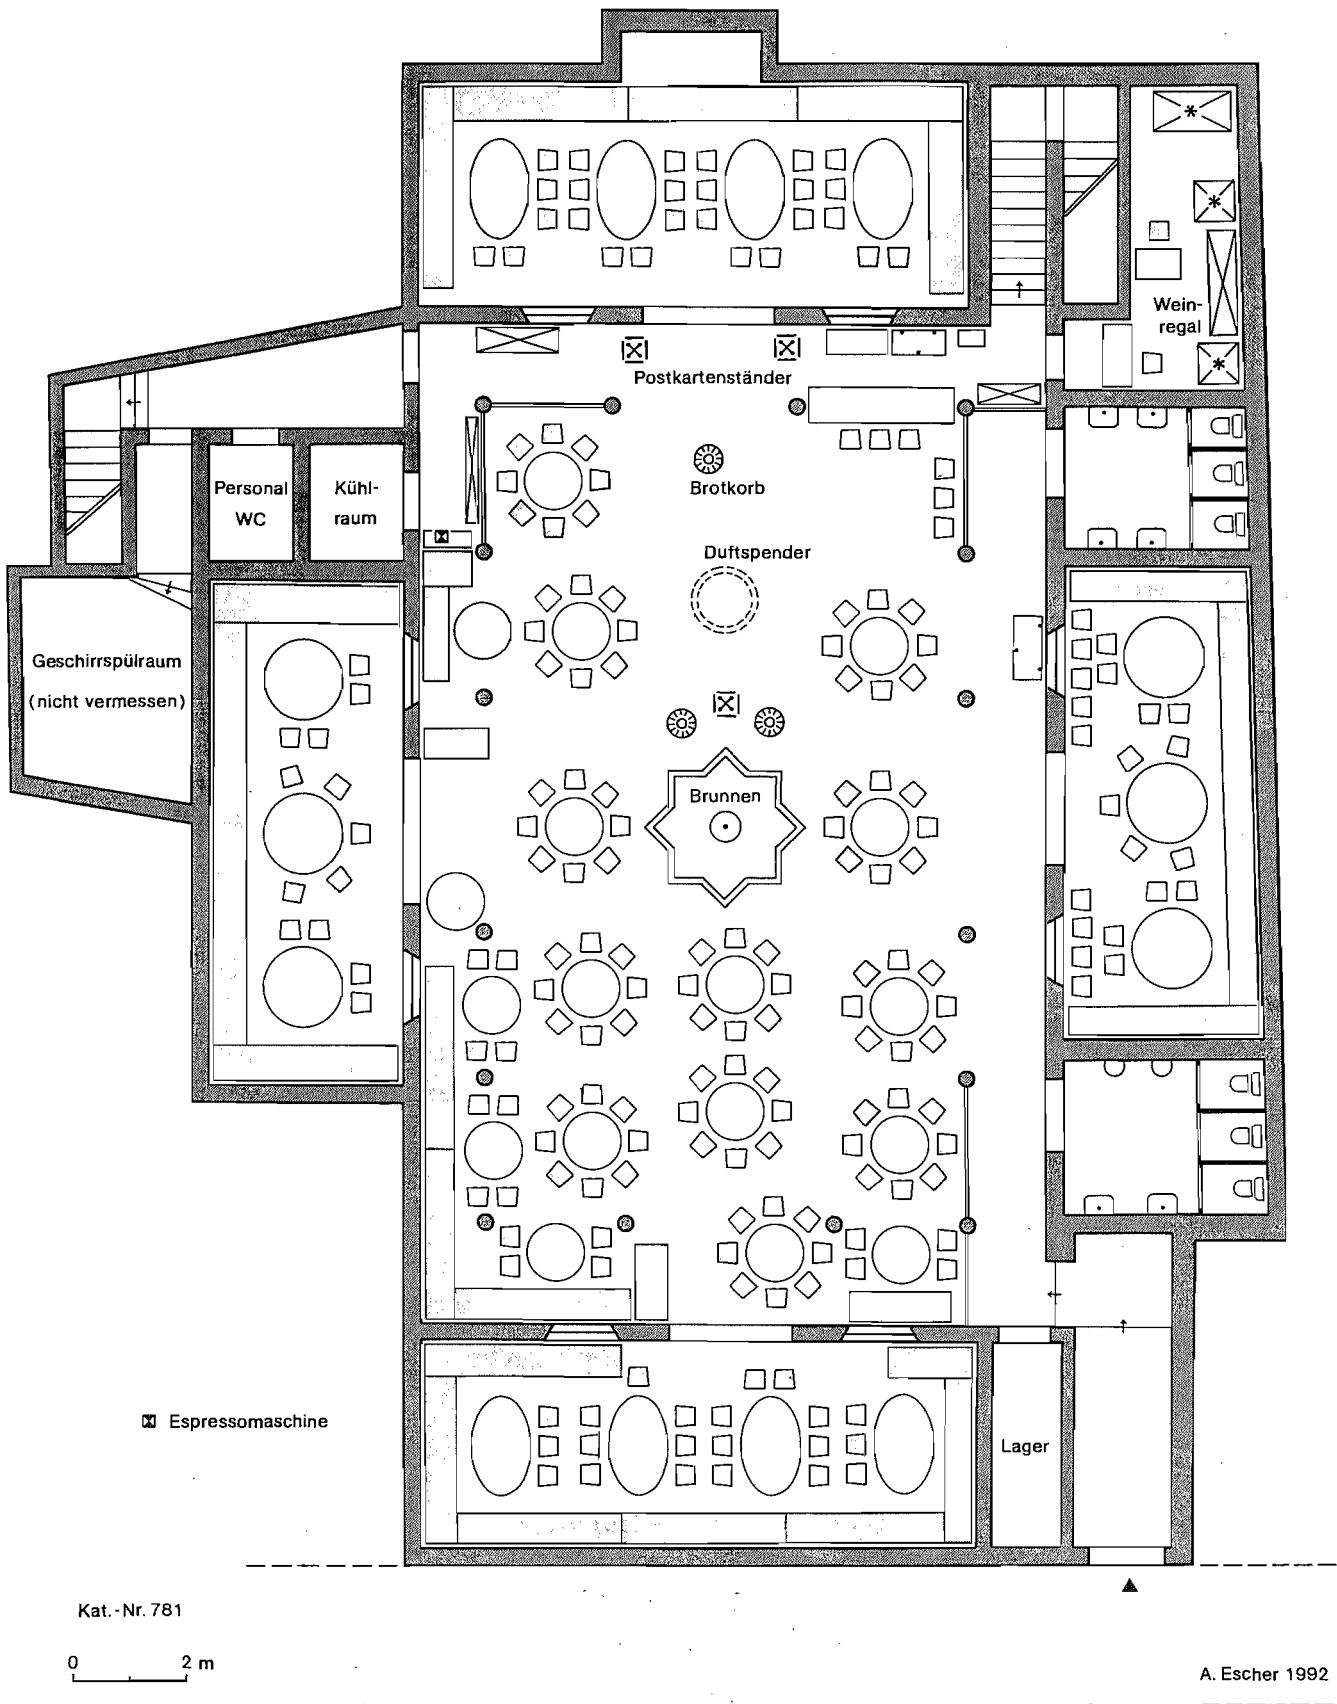 Wein-
regal
Postkartenständer
Brotkorb
Personal
WC
Kühl-
raum
Duftspender
Geschirrspülraum
(nicht vermessen)
Brunnen
Espressomaschine
Lager
Kat.-Nr. 781
0 2 m
A. Escher 1992